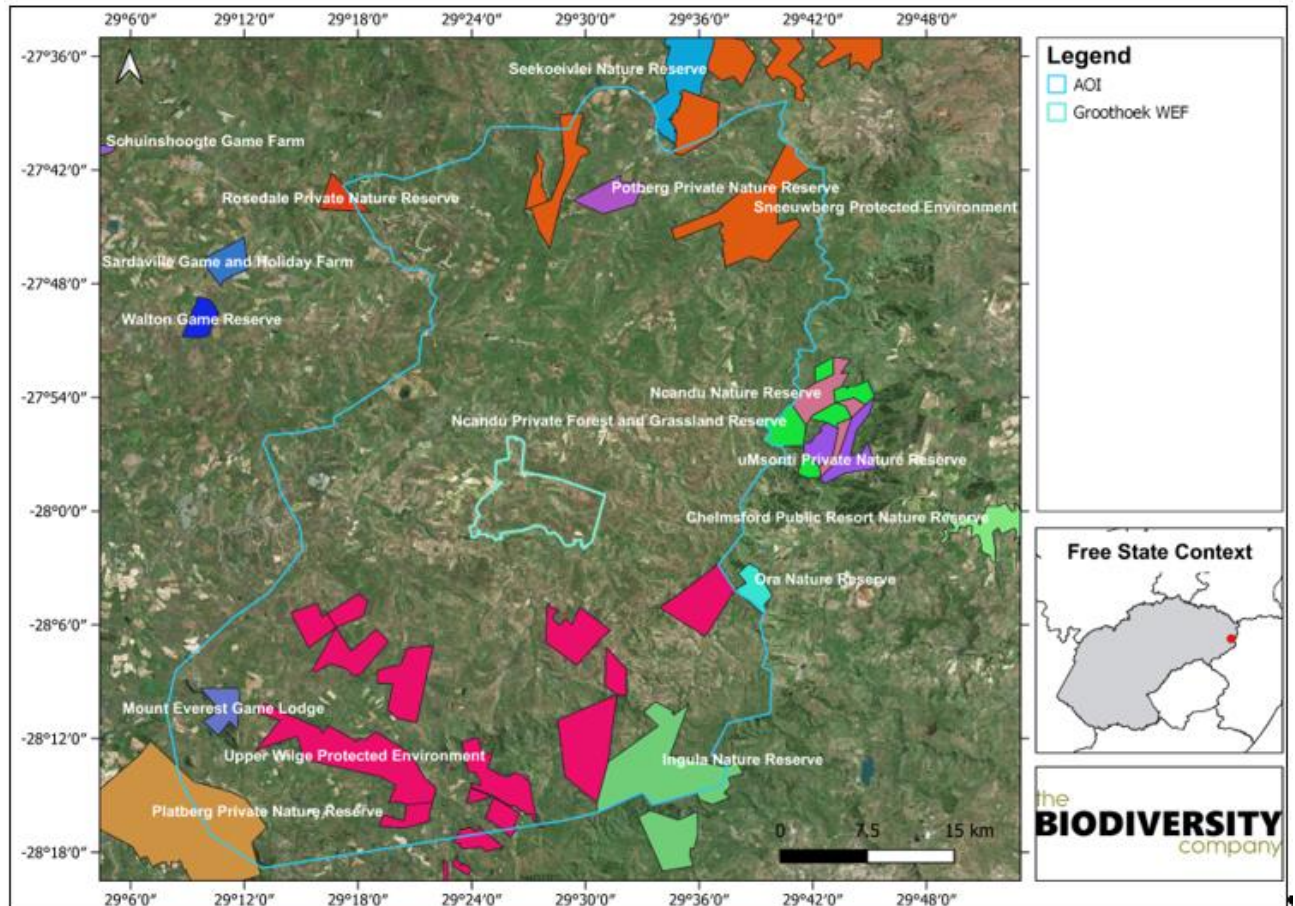 29°6′0″ 29°12′0″ 29°18′0″ 29°24′0″ 29°30′0″ 29°36′0″ 29°42′0″ 29°48′0″
-27°36′0″
-27°42′0″
-27°48′0″
-27°54′0″
-28°0′0″
-28°6′0″
-28°12′0″
-28°18′0″
Seekoeivlei Nature Reserve
Schuinshoogte Game Farm
Potberg Private Nature Reserve
Rosedale Private Nature Reserve
Sneeuwberg Protected Environment
Sardaville Game and Holiday Farm
Walton Game Reserve
Ncandu Nature Reserve
Ncandu Private Forest and Grassland Reserve
uMsonti Private Nature Reserve
Chelmsford Public Resort Nature Reserve
Ora Nature Reserve
Mount Everest Game Lodge
Upper Wilge Protected Environment
Ingula Nature Reserve
Platberg Private Nature Reserve
0 7.5 15 km
29°6′0″ 29°12′0″ 29°18′0″ 29°24′0″ 29°30′0″ 29°36′0″ 29°42′0″ 29°48′0″
Legend
AOI
Groothoek WEF
Free State Context
the
BIODIVERSITY
company